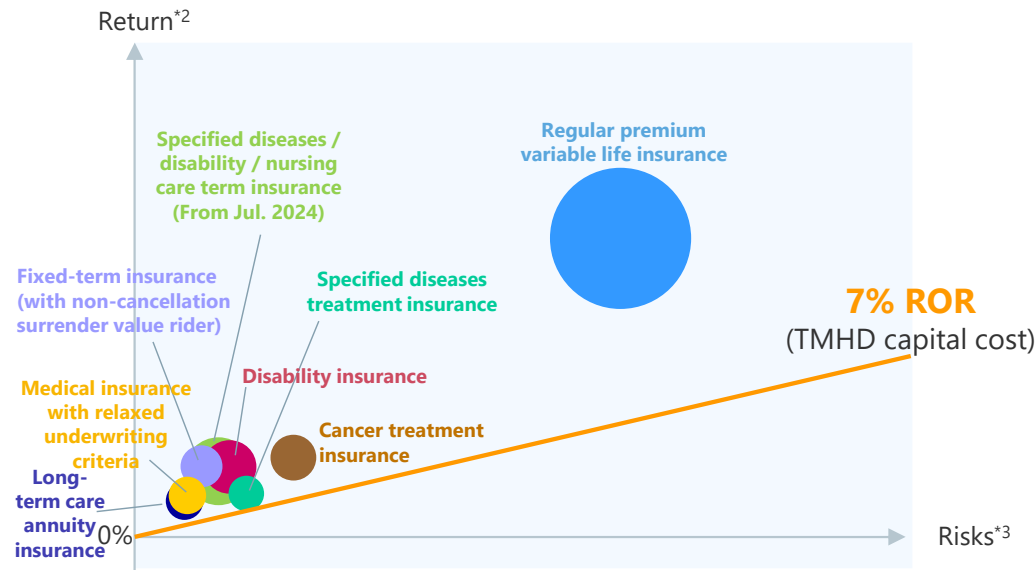 Return*2
Regular premium
variable life insurance
Specified diseases /
disability / nursing
care term insurance
(From Jul. 2024)
Fixed-term insurance
(with non-cancellation
surrender value rider)
Specified diseases
treatment insurance
7% ROR
(TMHD capital cost)
Disability insurance
Medical insurance
with relaxed
underwriting
criteria
Cancer treatment
insurance
Long-
term care
annuity
insurance
0%
Risks*3